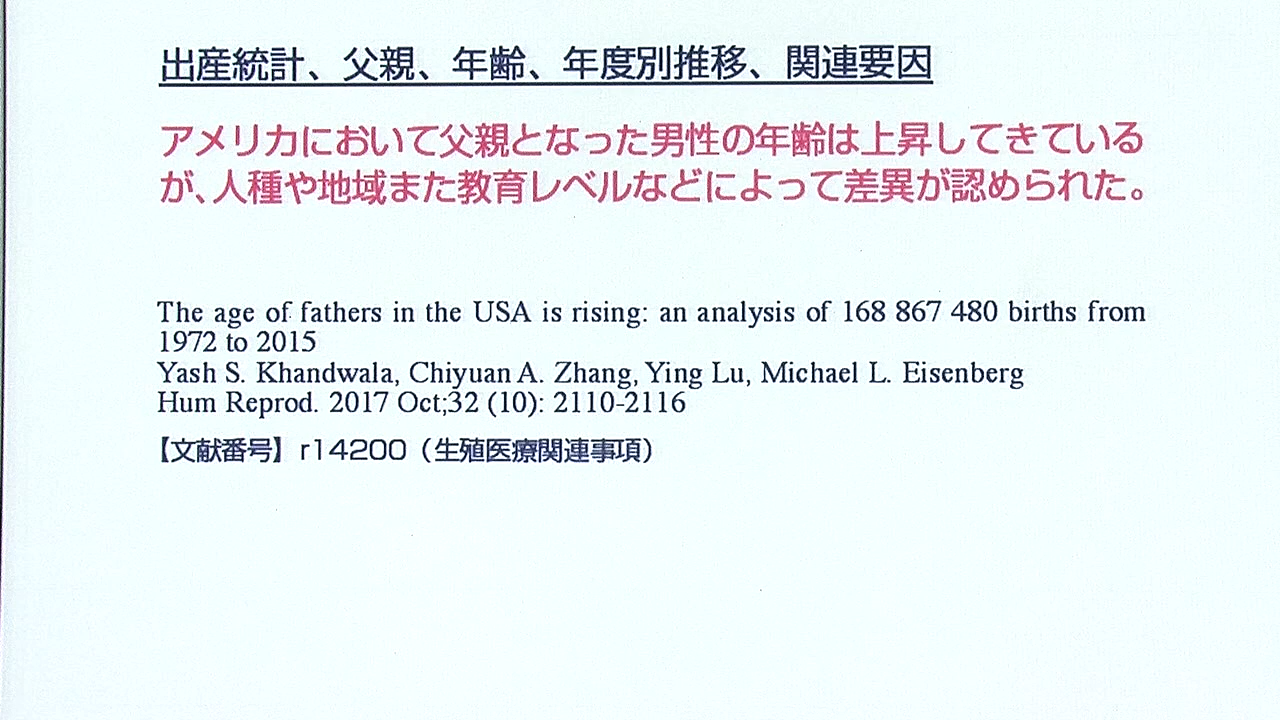 出産統計、父親、年齢、年度別推移、関連要因
アメリカにおいて父親となった男性の年齢は上昇してきている
が、人種や地域また教育レベルなどによって差異が認められた。
The age of fathers in the USA is rising: an analysis of 168 867 480 births from
1972 to 2015
Yash S. Khandwala, Chiyuan A. Zhang, Ying Lu, Michael L. Eisenberg
Hum Reprod. 2017 Oct;32 (10): 2110-2116
【文献番号】r14200（生殖医療関連事項）